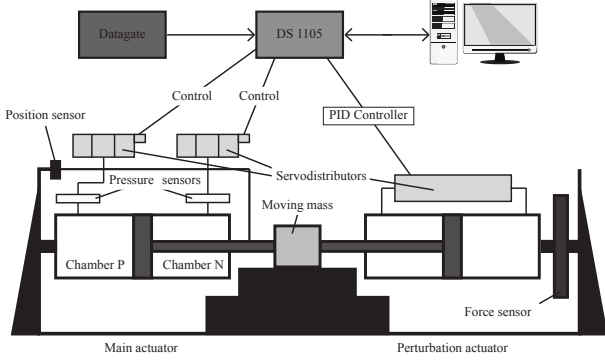 Datagate
DS 1105
Control
Control
PID Controller
Position sensor
Pressure sensors
Servodistributors
Moving mass
Chamber P
Chamber N
Force sensor
Main actuator
Perturbation actuator